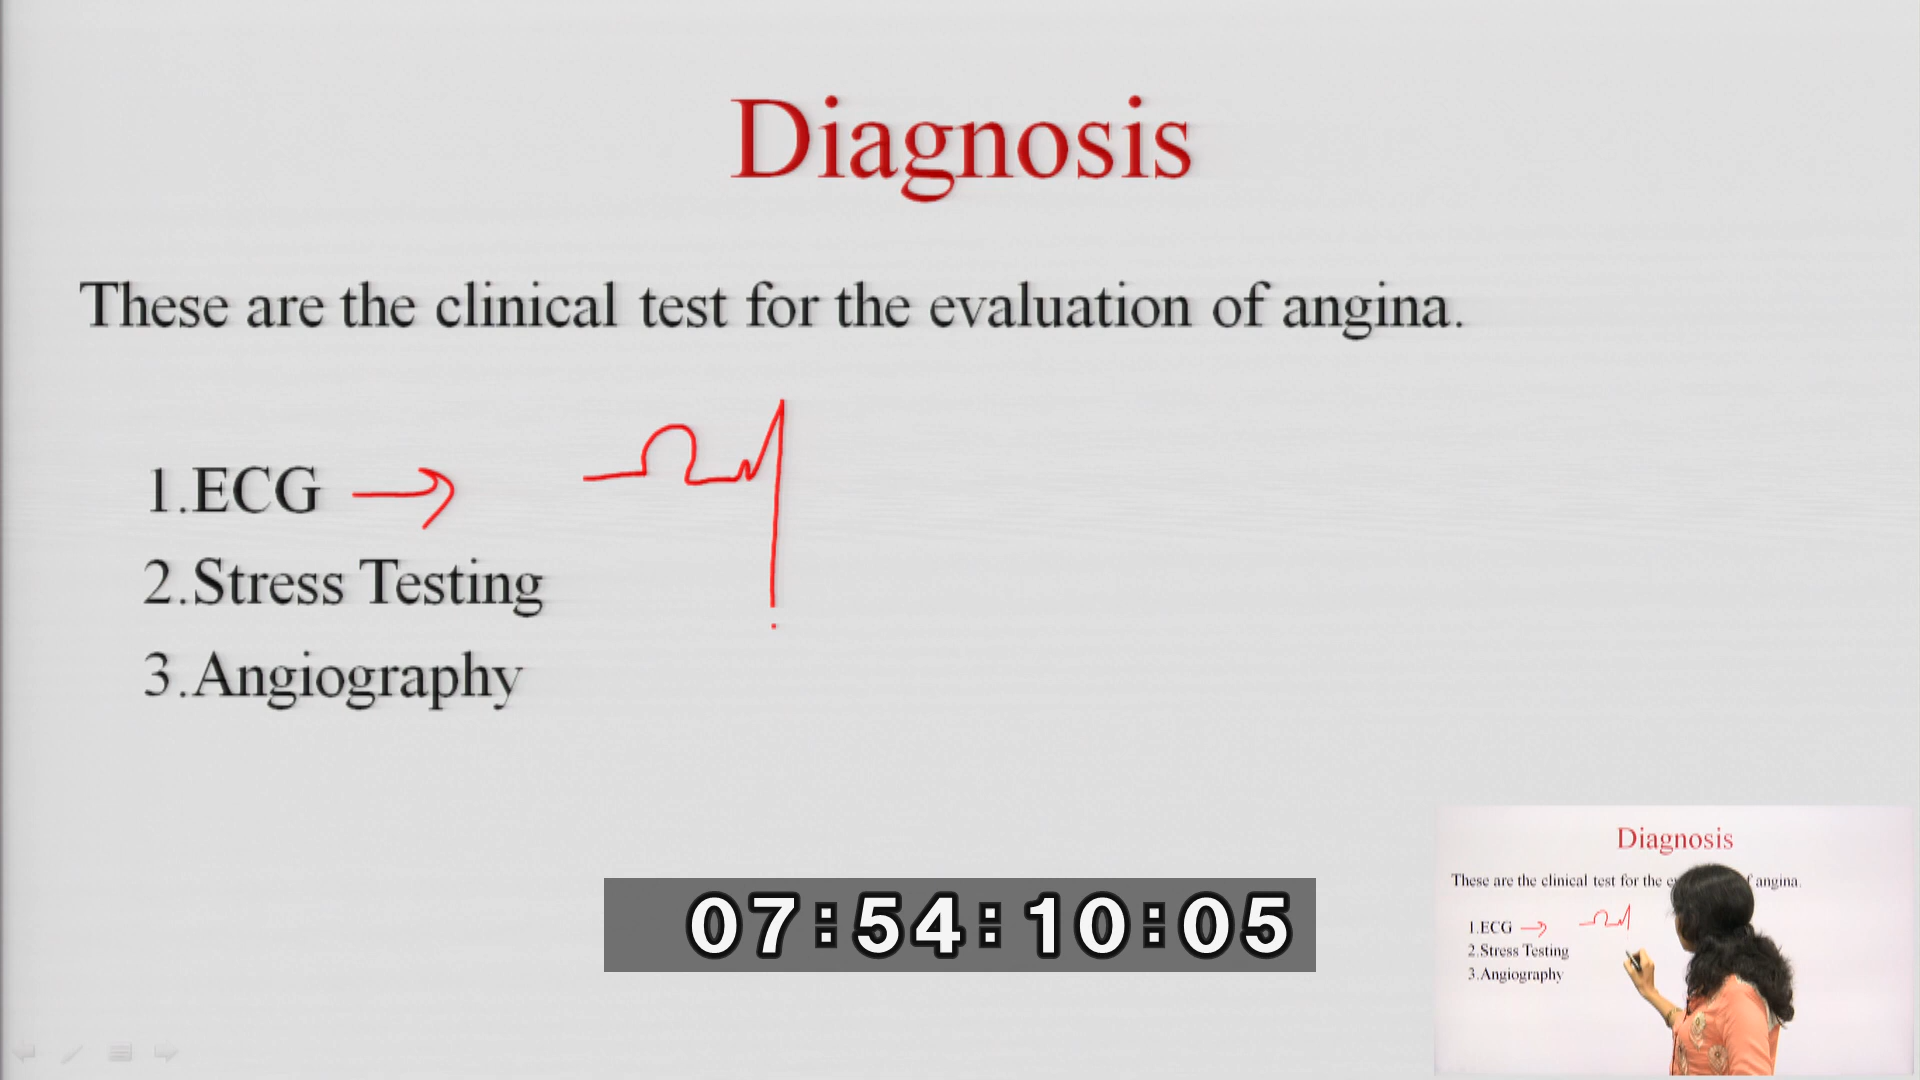 Diagnosis
These are the clinical test for the evaluation of angina.
1.ECG →
2.Stress Testing
3.Angiography
07:54:10:05
Diagnosis
These are the clinical test for the angina.
1.ECG →
2.Stress Testing
3.Angiography